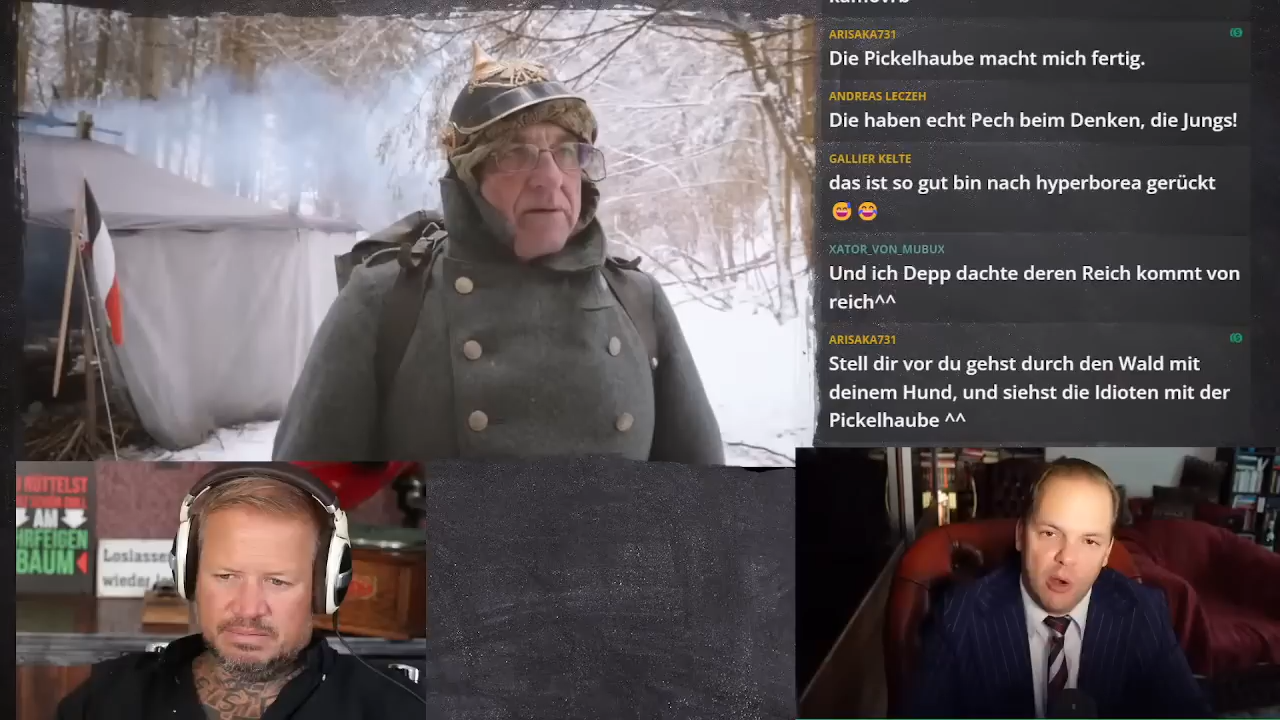 ARISAKA731
Die Pickelhaube macht mich fertig.
ANDREAS LECZEH
Die haben echt Pech beim Denken, die Jungs!
GALLIER KELTE
das ist so gut bin nach hyperborea gerückt
😅 😂
XATOR_VON_MUBUX
Und ich Depp dachte deren Reich kommt von
reich^^
ARISAKA731
Stell dir vor du gehst durch den Wald mit
deinem Hund, und siehst die Idioten mit der
Pickelhaube ^^
AM
BAUM
wieder